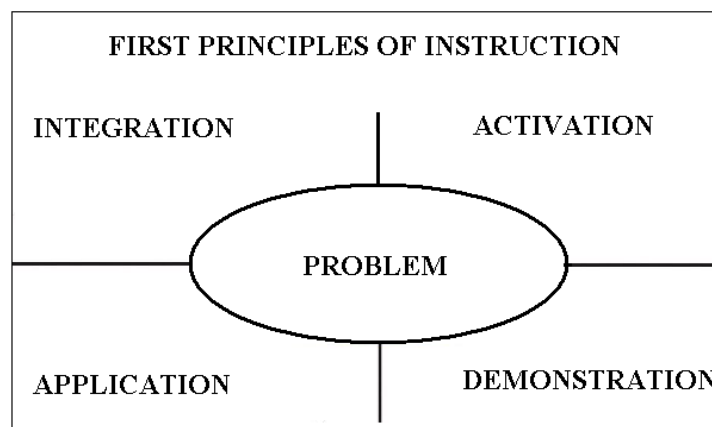 FIRST PRINCIPLES OF INSTRUCTION
INTEGRATION
ACTIVATION
PROBLEM
APPLICATION
DEMONSTRATION